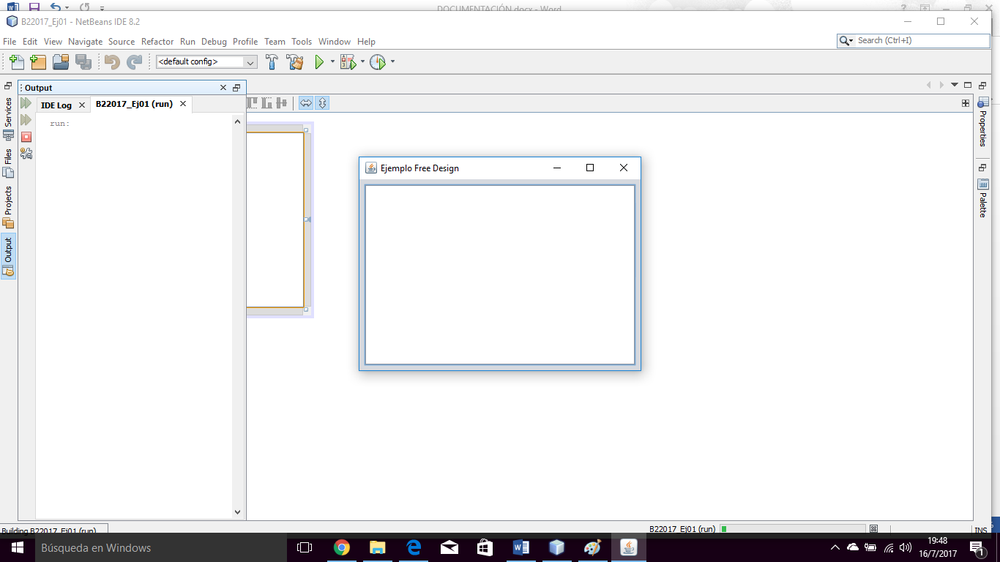 DOCUMENTACIÓN.docx - Word
B22017_Ej01 - NetBeans IDE 8.2
File Edit View Navigate Source Refactor Run Debug Profile Team Tools Window Help
Search (Ctrl+I)
<default config>
Output
IDE Log
B22017_Ej01 (run)
run:
Services
Files
Projects
Output
Ejemplo Free Design
Properties
Palette
Building B22017_Ej01 (run)...
B22017_Ej01 (run)
INS
Búsqueda en Windows
19:48
16/7/2017
1